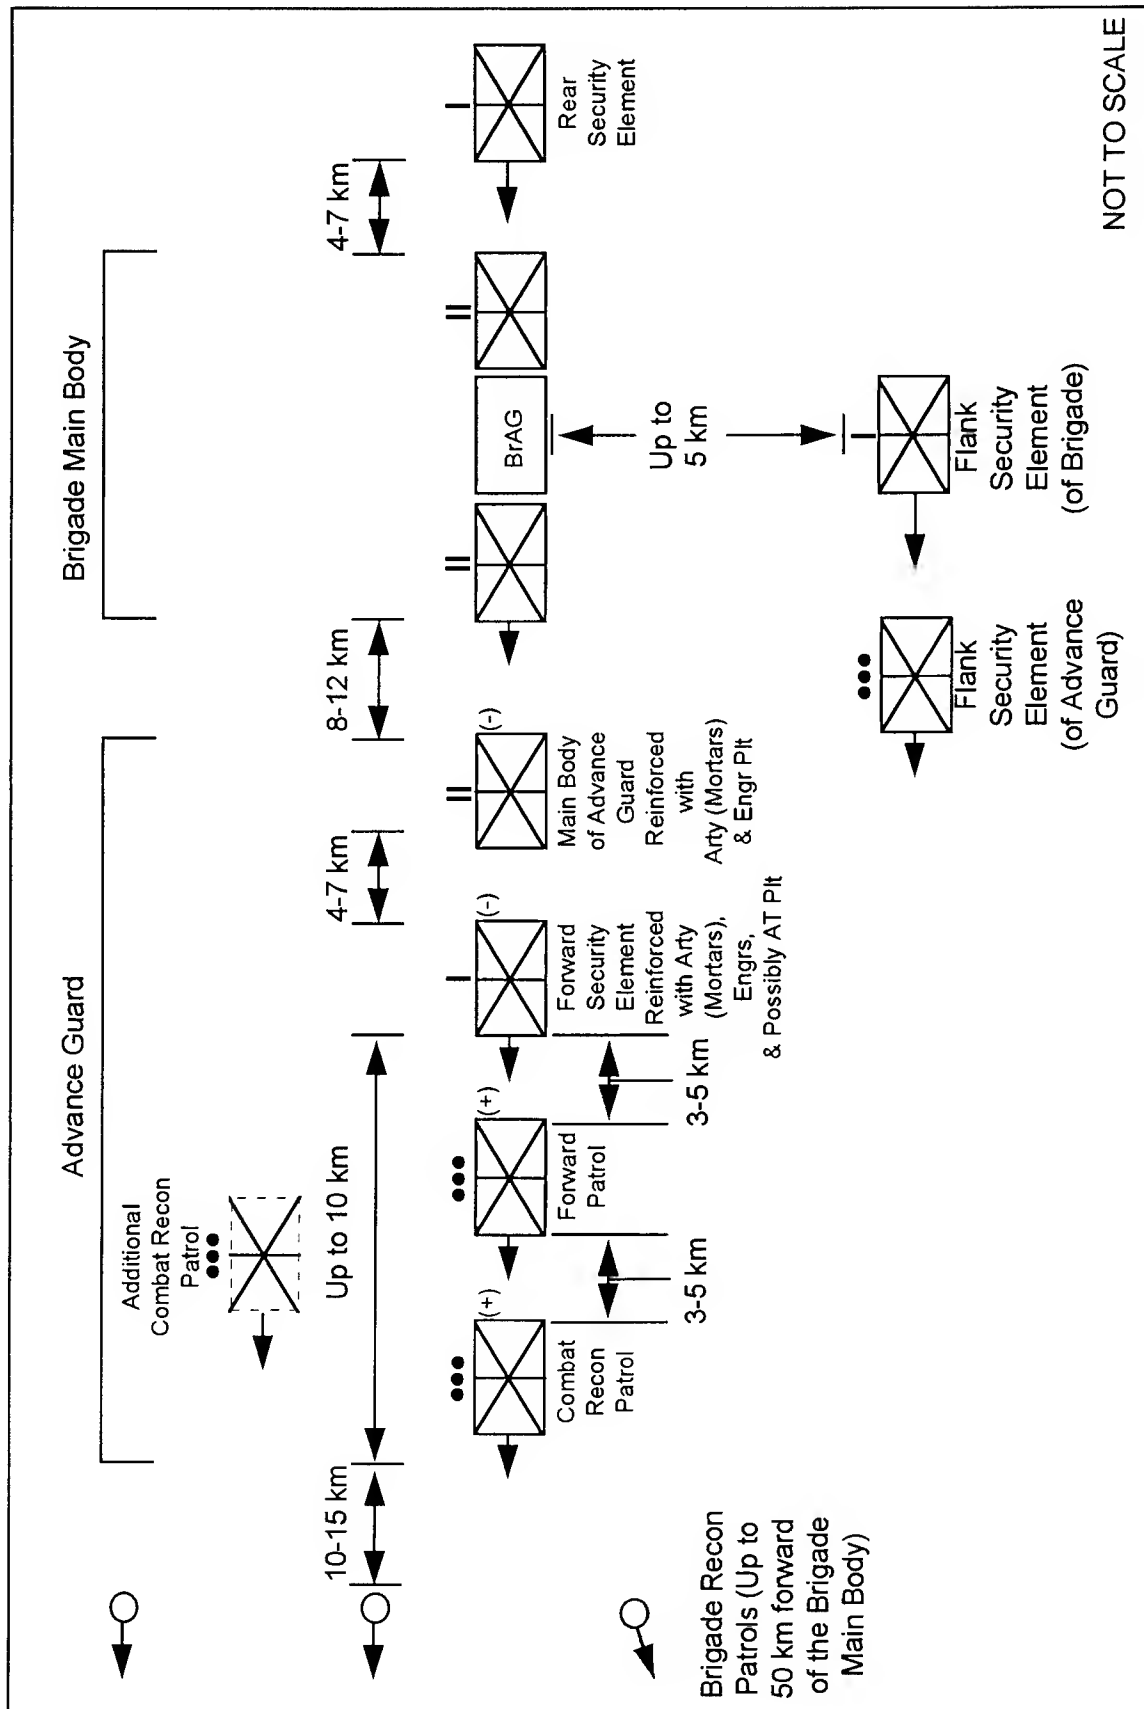 Advance Guard
Brigade Main Body
Additional
Combat Recon
Patrol
10-15 km
Up to 10 km
4-7 km
8-12 km
4-7 km
(+)
(+)
(-)
(-)
BrAG
Combat
Recon
Patrol
Forward
Patrol
Forward
Security
Element
Reinforced
with Arty
(Mortars),
Engrs,
& Possibly AT Plt
Main Body
of Advance
Guard
Reinforced
with
Arty (Mortars)
& Engr Plt
Rear
Security
Element
3-5 km
3-5 km
Up to
5 km
Brigade Recon
Patrols (Up to
50 km forward
of the Brigade
Main Body)
Flank
Security
Element
(of Advance
Guard)
Flank
Security
Element
(of Brigade)
NOT TO SCALE